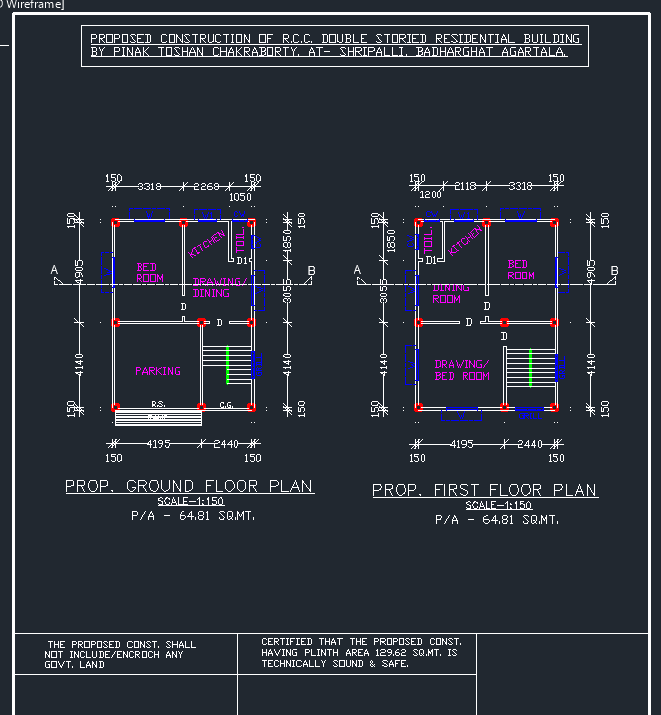 D Wireframe]
PROPOSED CONSTRUCTION OF R.C.C. DOUBLE STORIED RESIDENTIAL BUILDING
BY PINAK TOSHAN CHAKRABORTY. AT- SHRIPALLI. BADHARGHAT AGARTALA.
150 150
3318 2268
1050
150 150
KITCHEN TOIL
1850
D1
A BED ROOM B
4905
DRAWING/
DINING
3055
D
D
4140 PARKING 4140
R.S. C.G.
150 150
4195 2440
150 150
PROP. GROUND FLOOR PLAN
SCALE-1:150
P/A - 64.81 SQ.MT.
150 150
2118 3318
1200
150 150
TOIL KITCHEN
1850
D1
A BED
ROOM B
4905
DINING
ROOM
3055
D
D
D
4140 DRAWING/
BED ROOM 4140
150 150
4195 2440
150 150
PROP. FIRST FLOOR PLAN
SCALE-1:150
P/A - 64.81 SQ.MT.
THE PROPOSED CONST. SHALL
NOT INCLUDE/ENCROCH ANY
GOVT. LAND
CERTIFIED THAT THE PROPOSED CONST.
HAVING PLINTH AREA 129.62 SQ.MT. IS
TECHNICALLY SOUND & SAFE.